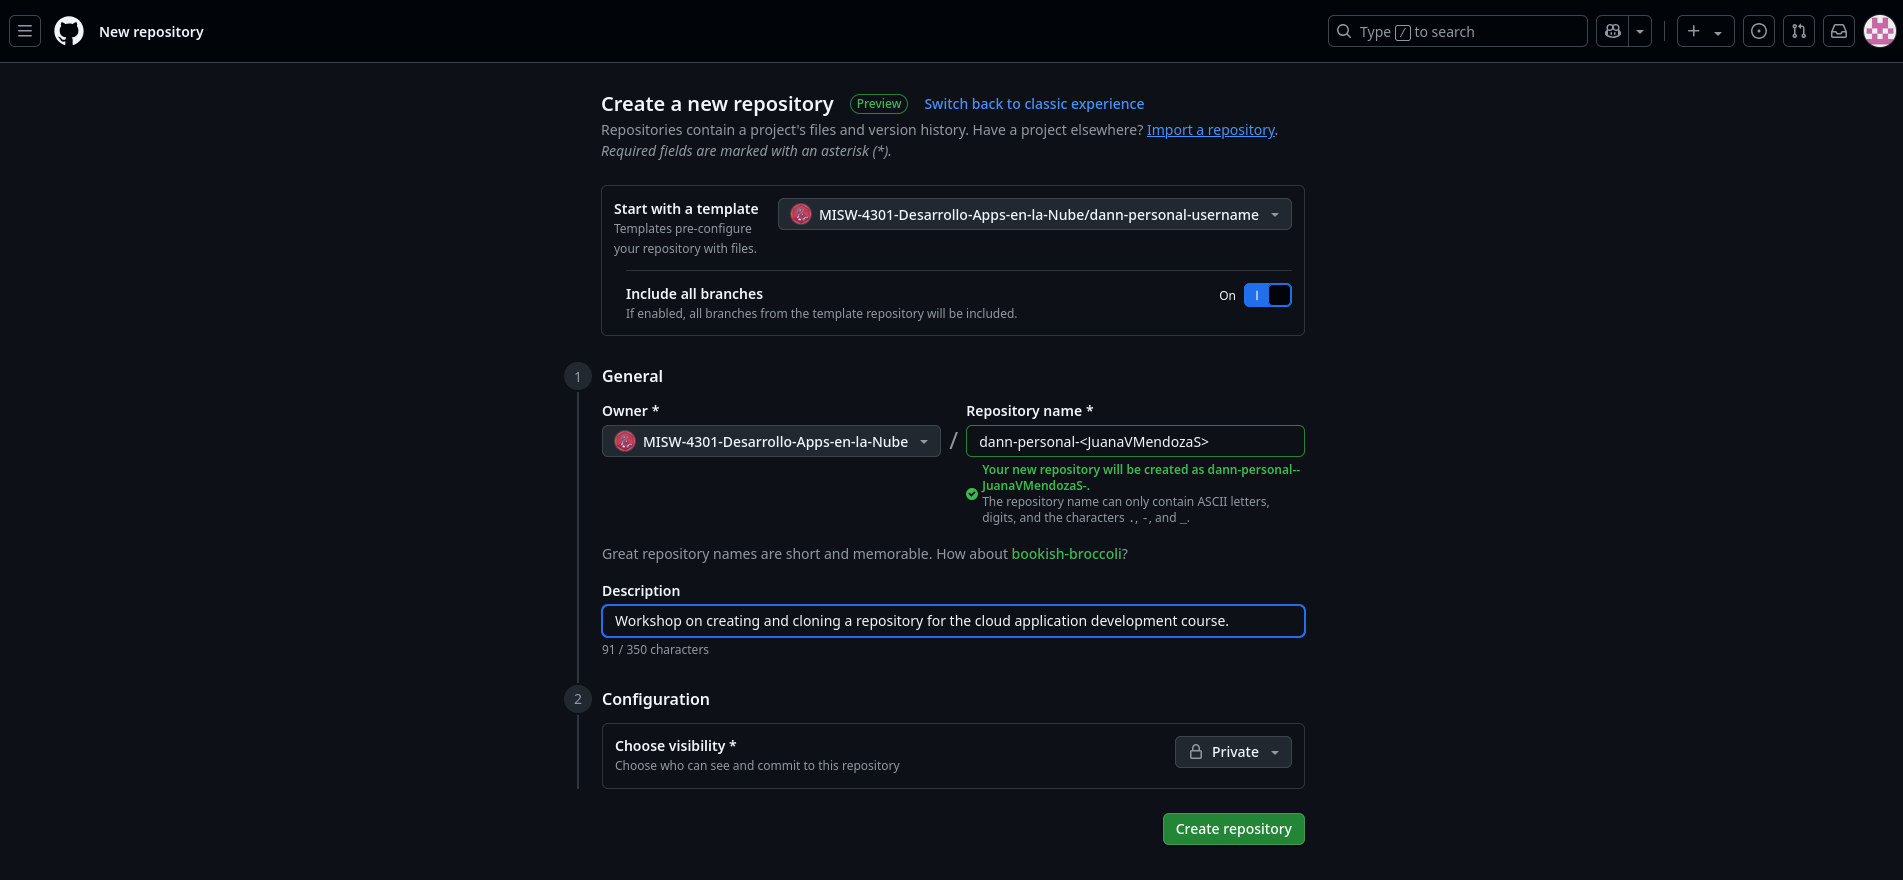 New repository
Type / to search
Create a new repository Preview Switch back to classic experience
Repositories contain a project's files and version history. Have a project elsewhere? Import a repository.
Required fields are marked with an asterisk (*).
Start with a template
Templates pre-configure
your repository with files.
MISW-4301-Desarrollo-Apps-en-la-Nube/dann-personal-username
Include all branches
If enabled, all branches from the template repository will be included.
On
1 General
Owner *
MISW-4301-Desarrollo-Apps-en-la-Nube
/
Repository name *
dann-personal-<JuanaVMendozaS>
Your new repository will be created as dann-personal--
JuanaVMendozaS-.
The repository name can only contain ASCII letters,
digits, and the characters ., -, and _.
Great repository names are short and memorable. How about bookish-broccoli?
Description
Workshop on creating and cloning a repository for the cloud application development course.
91 / 350 characters
2 Configuration
Choose visibility *
Choose who can see and commit to this repository
Private
Create repository